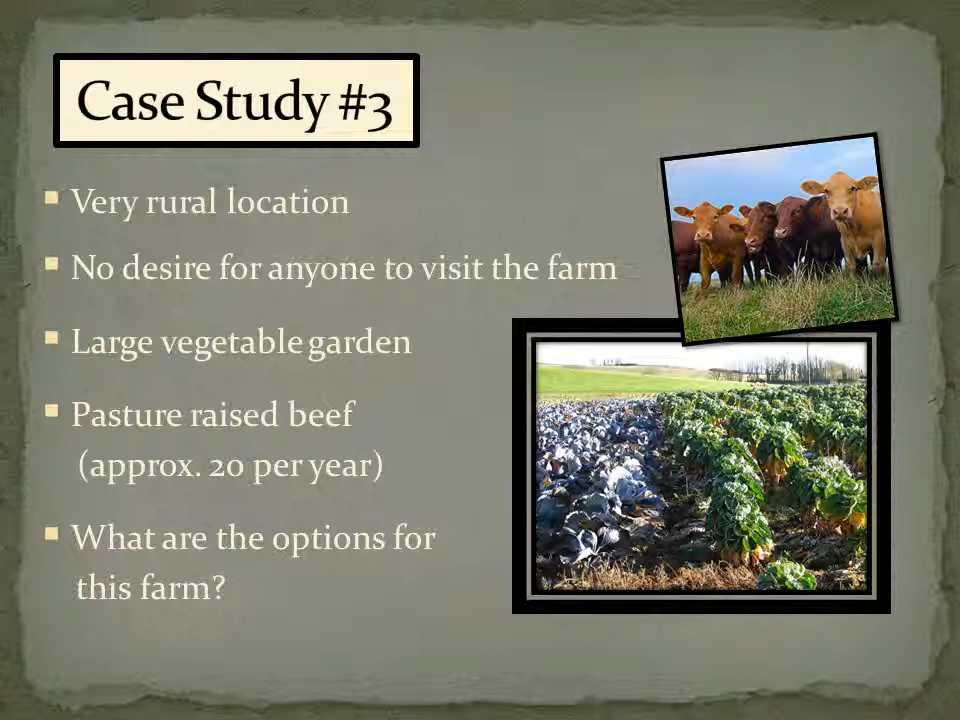 Case Study #3
▪ Very rural location
▪ No desire for anyone to visit the farm
▪ Large vegetable garden
▪ Pasture raised beef
(approx. 20 per year)
▪ What are the options for
this farm?